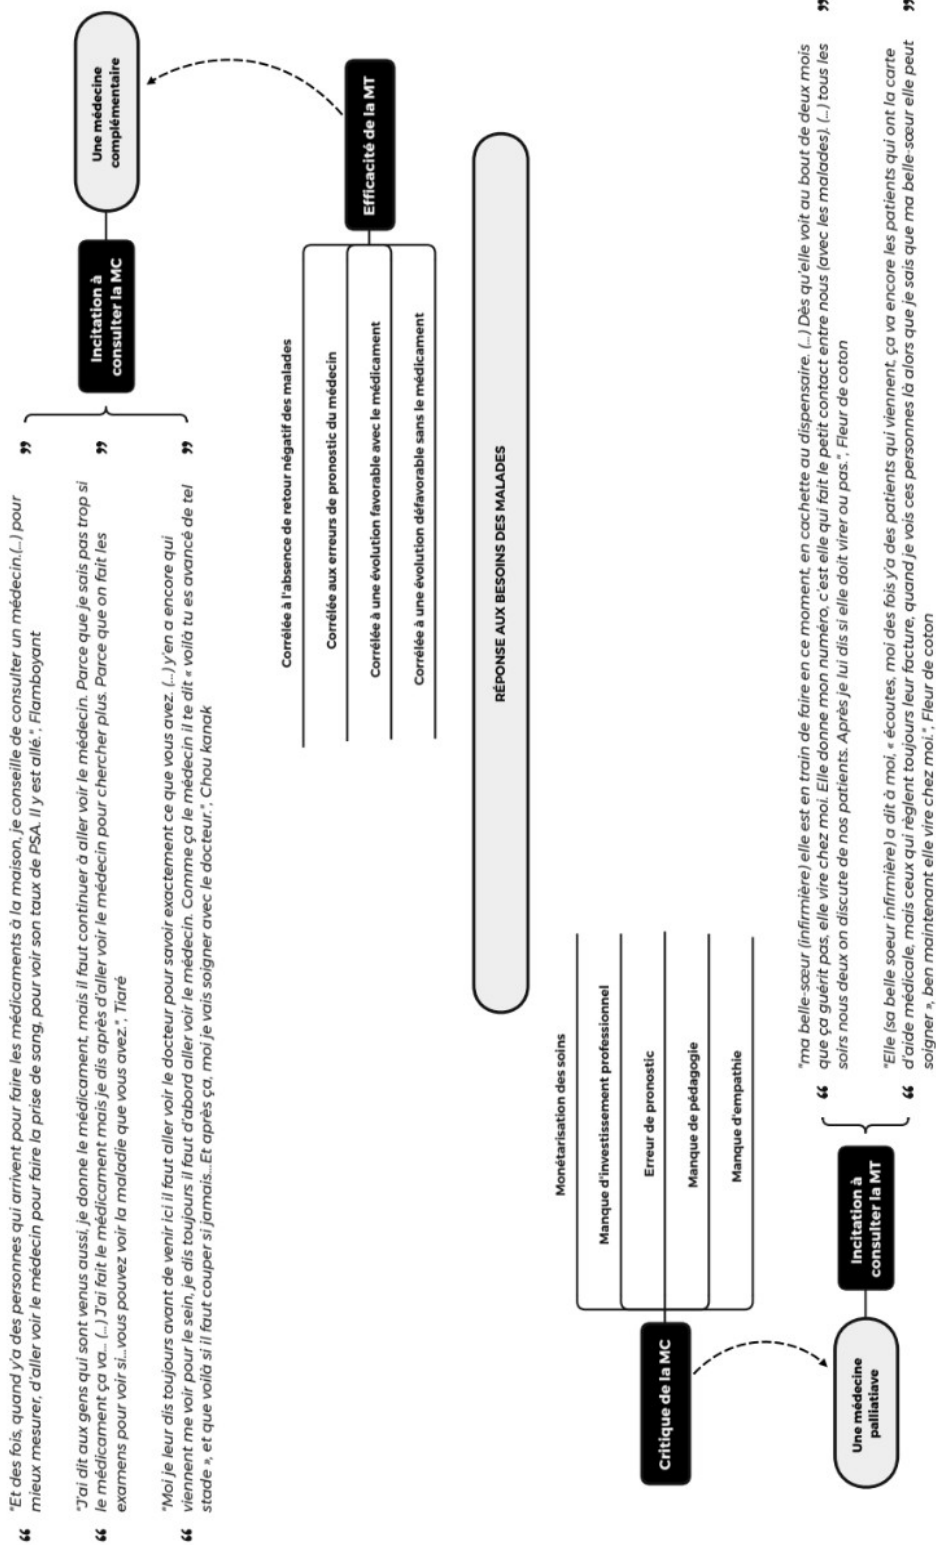 "Et des fois, quand y'a des personnes qui arrivent pour faire les médicaments à la maison, je conseille de consulter un médecin.(...) pour
mieux mesurer, d'aller voir le médecin pour faire la prise de sang, pour voir son taux de PSA. Il y est allé.", Flamboyant
"J'ai dit aux gens qui sont venus aussi, je donne le médicament, mais il faut continuer à aller voir le médecin. Parce que je sais pas trop si
le médicament ça va... (...) J'ai fait le médicament mais je dis après d'aller voir le médecin pour chercher plus. Parce que on fait les
examens pour voir si...vous pouvez voir la maladie que vous avez.", Tiaré
"Moi je leur dis toujours avant de venir ici il faut aller voir le docteur pour savoir exactement ce que vous avez. (...) y'en a encore qui
viennent me voir pour le sein, je dis toujours il faut d'abord aller voir le médecin. Comme ça le médecin il te dit « voilà tu es avancé de tel
stade », et que voilà si il faut couper si jamais...Et après ça, moi je vais soigner avec le docteur.", Chou kanak
Incitation à
consulter la MC
Une médecine
complémentaire
Corrélée à l'absence de retour négatif des malades
Corrélée aux erreurs de pronostic du médecin
Corrélée à une évolution favorable avec le médicament
Corrélée à une évolution défavorable sans le médicament
Efficacité de la MT
RÉPONSE AUX BESOINS DES MALADES
Critique de la MC
Monétarisation des soins
Manque d'investissement professionnel
Erreur de pronostic
Manque de pédagogie
Manque d'empathie
Une médecine
palliatiave
Incitation à
consulter la MT
"ma belle-sœur (infirmière) elle est en train de faire en ce moment, en cachette au dispensaire. (...) Dès qu'elle voit au bout de deux mois
que ça guérit pas, elle vire chez moi. Elle donne mon numéro, c'est elle qui fait le petit contact entre nous (avec les malades). (...) tous les
soirs nous deux on discute de nos patients. Après je lui dis si elle doit virer ou pas.", Fleur de coton
"Elle (sa belle soeur infirmière) a dit à moi, « écoutes, moi des fois y'a des patients qui viennent, ça va encore les patients qui ont la carte
d'aide médicale, mais ceux qui règlent toujours leur facture, quand je vois ces personnes là alors que je sais que ma belle-sœur elle peut
soigner », ben maintenant elle vire chez moi.", Fleur de coton